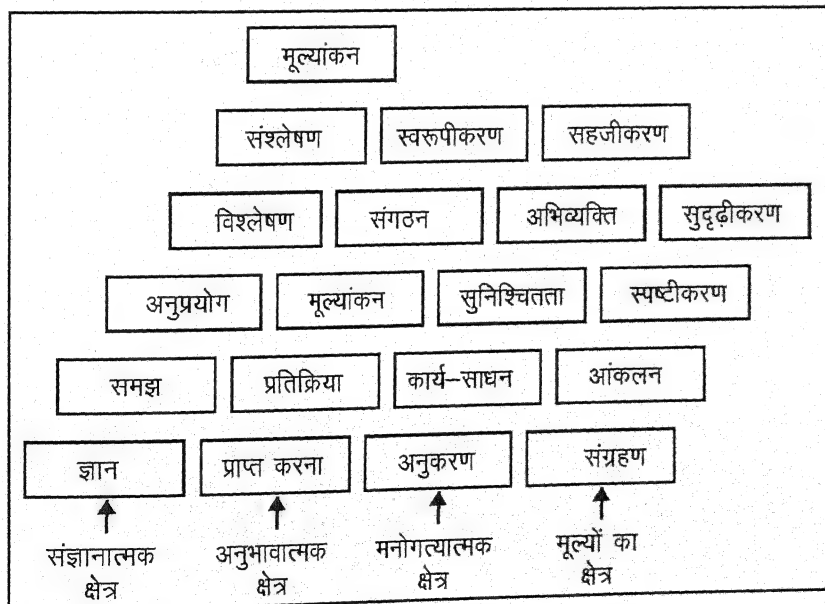 मूल्यांकन
संश्लेषण स्वरूपीकरण सहजीकरण
विश्लेषण संगठन अभिव्यक्ति सुदृढ़ीकरण
अनुप्रयोग मूल्यांकन सुनिश्चितता स्पष्टीकरण
समझ प्रतिक्रिया कार्य-साधन आंकलन
ज्ञान प्राप्त करना अनुकरण संग्रहण
संज्ञानात्मक अनुभावात्मक मनोगत्यात्मक मूल्यों का
क्षेत्र क्षेत्र क्षेत्र क्षेत्र